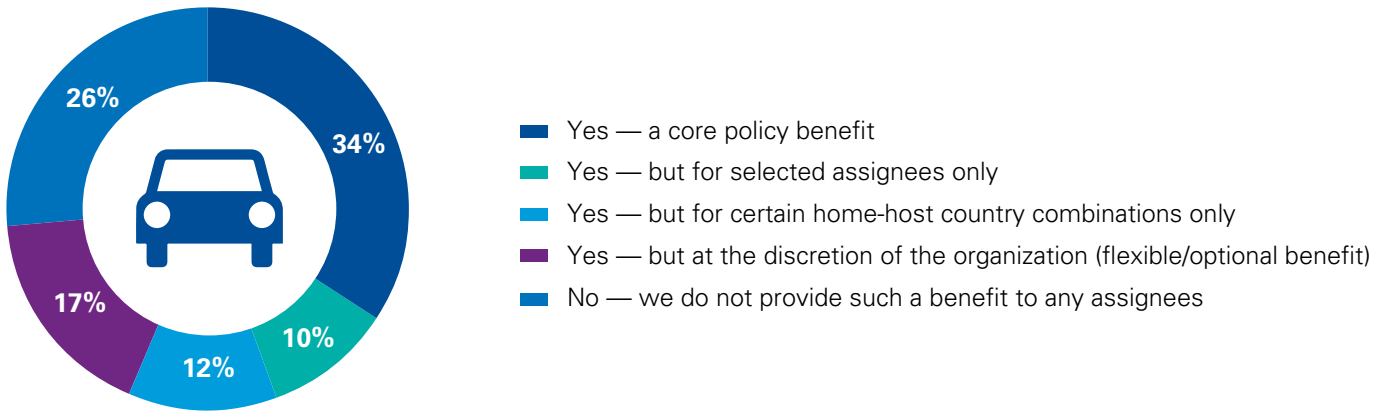 26%
34%
17%
10%
12%
Yes — a core policy benefit
Yes — but for selected assignees only
Yes — but for certain home-host country combinations only
Yes — but at the discretion of the organization (flexible/optional benefit)
No — we do not provide such a benefit to any assignees